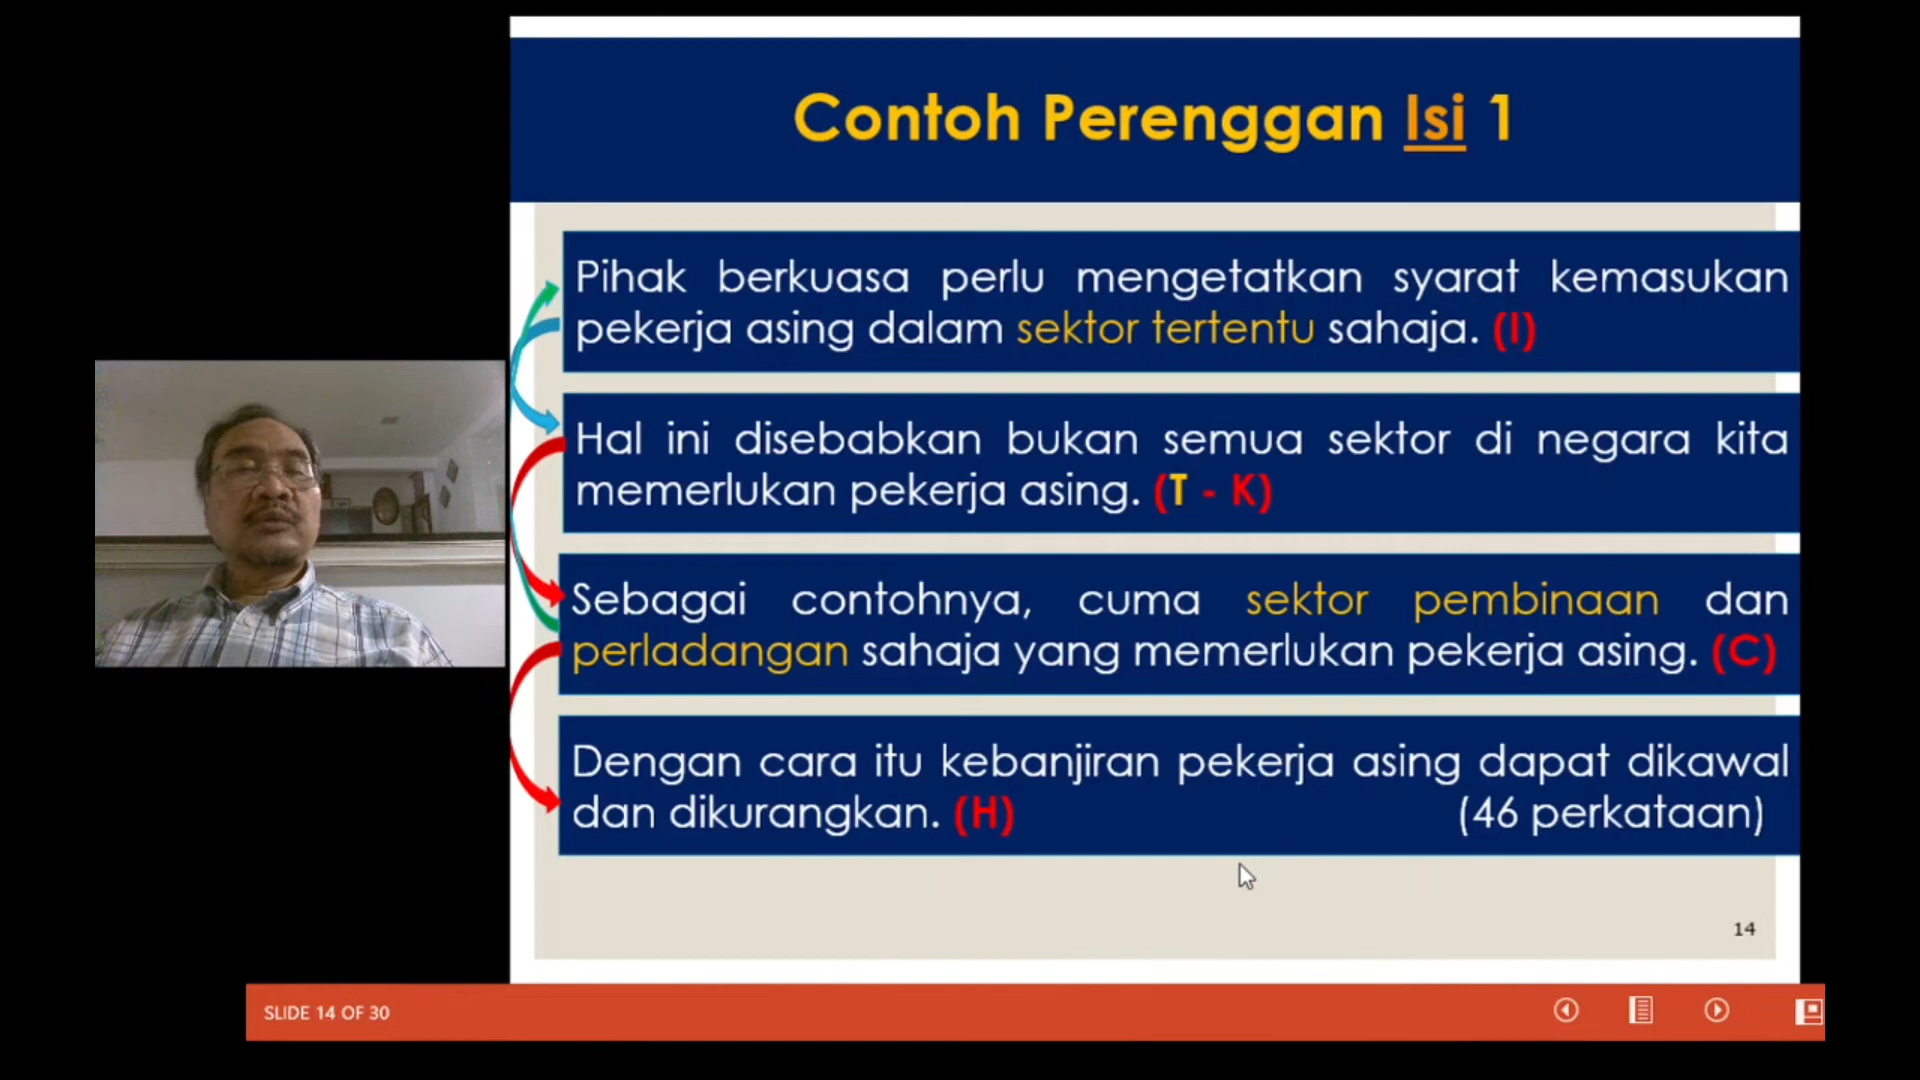 Contoh Perenggan Isi 1
Pihak berkuasa perlu mengetatkan syarat kemasukan
pekerja asing dalam sektor tertentu sahaja. (I)
Hal ini disebabkan bukan semua sektor di negara kita
memerlukan pekerja asing. (T - K)
Sebagai contohnya, cuma sektor pembinaan dan
perladangan sahaja yang memerlukan pekerja asing. (C)
Dengan cara itu kebanjiran pekerja asing dapat dikawal
dan dikurangkan. (H) (46 perkataan)
14
SLIDE 14 OF 30